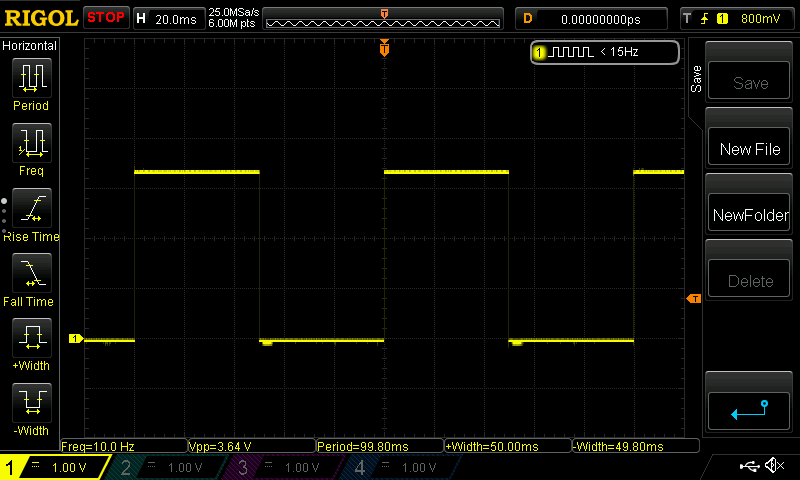 RIGOL STOP H 20.0ms 25.0MSa/s 6.00M pts T D 0.00000000ps T 1 800mV
Horizontal
1 < 15Hz
T
Save
Save
Period
New File
Freq
NewFolder
Rise Time
Delete
T
Fall Time
1
+Width
-Width
Freq=10.0 Hz Vpp=3.64 V Period=99.80ms +Width=50.00ms -Width=49.80ms
1 = 1.00 V 2 = 1.00 V 3 = 1.00 V 4 = 1.00 V